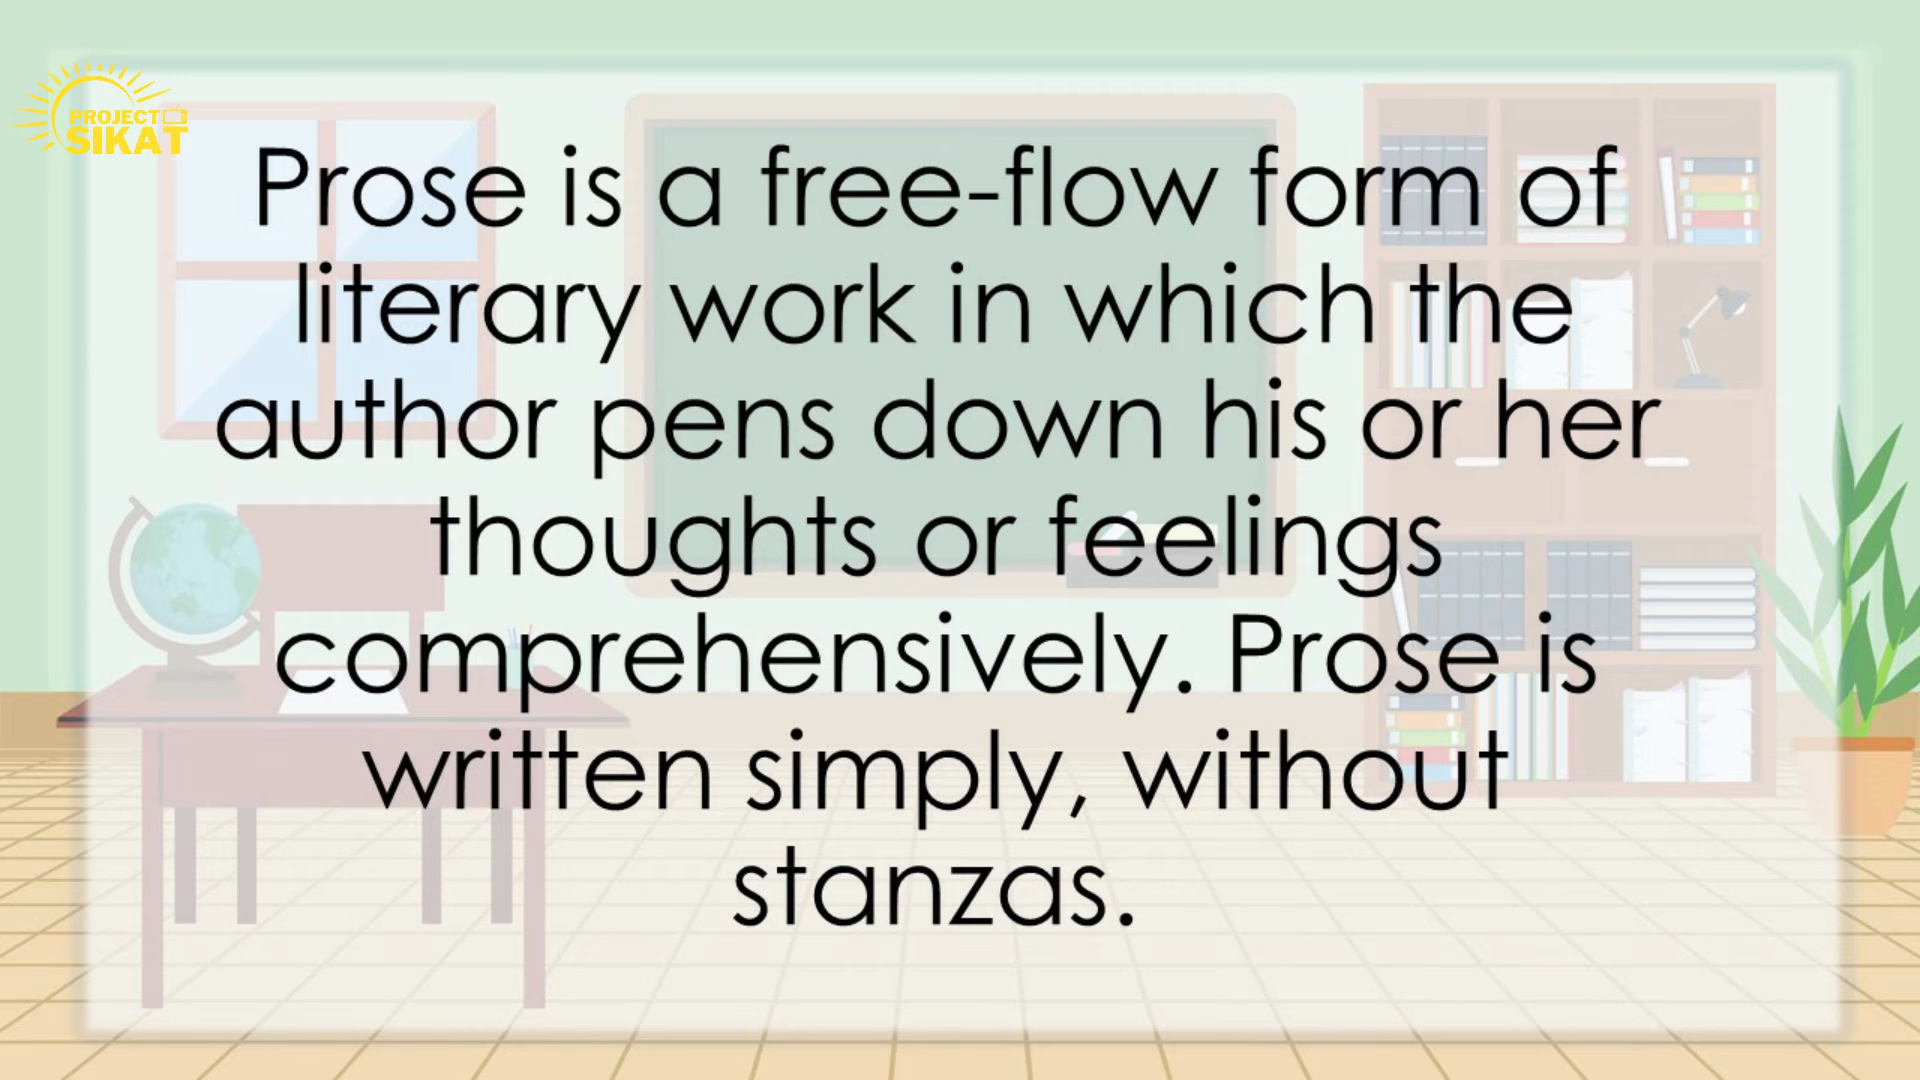 PROJECT
SIKAT
Prose is a free-flow form of
literary work in which the
author pens down his or her
thoughts or feelings
comprehensively. Prose is
written simply, without
stanzas.